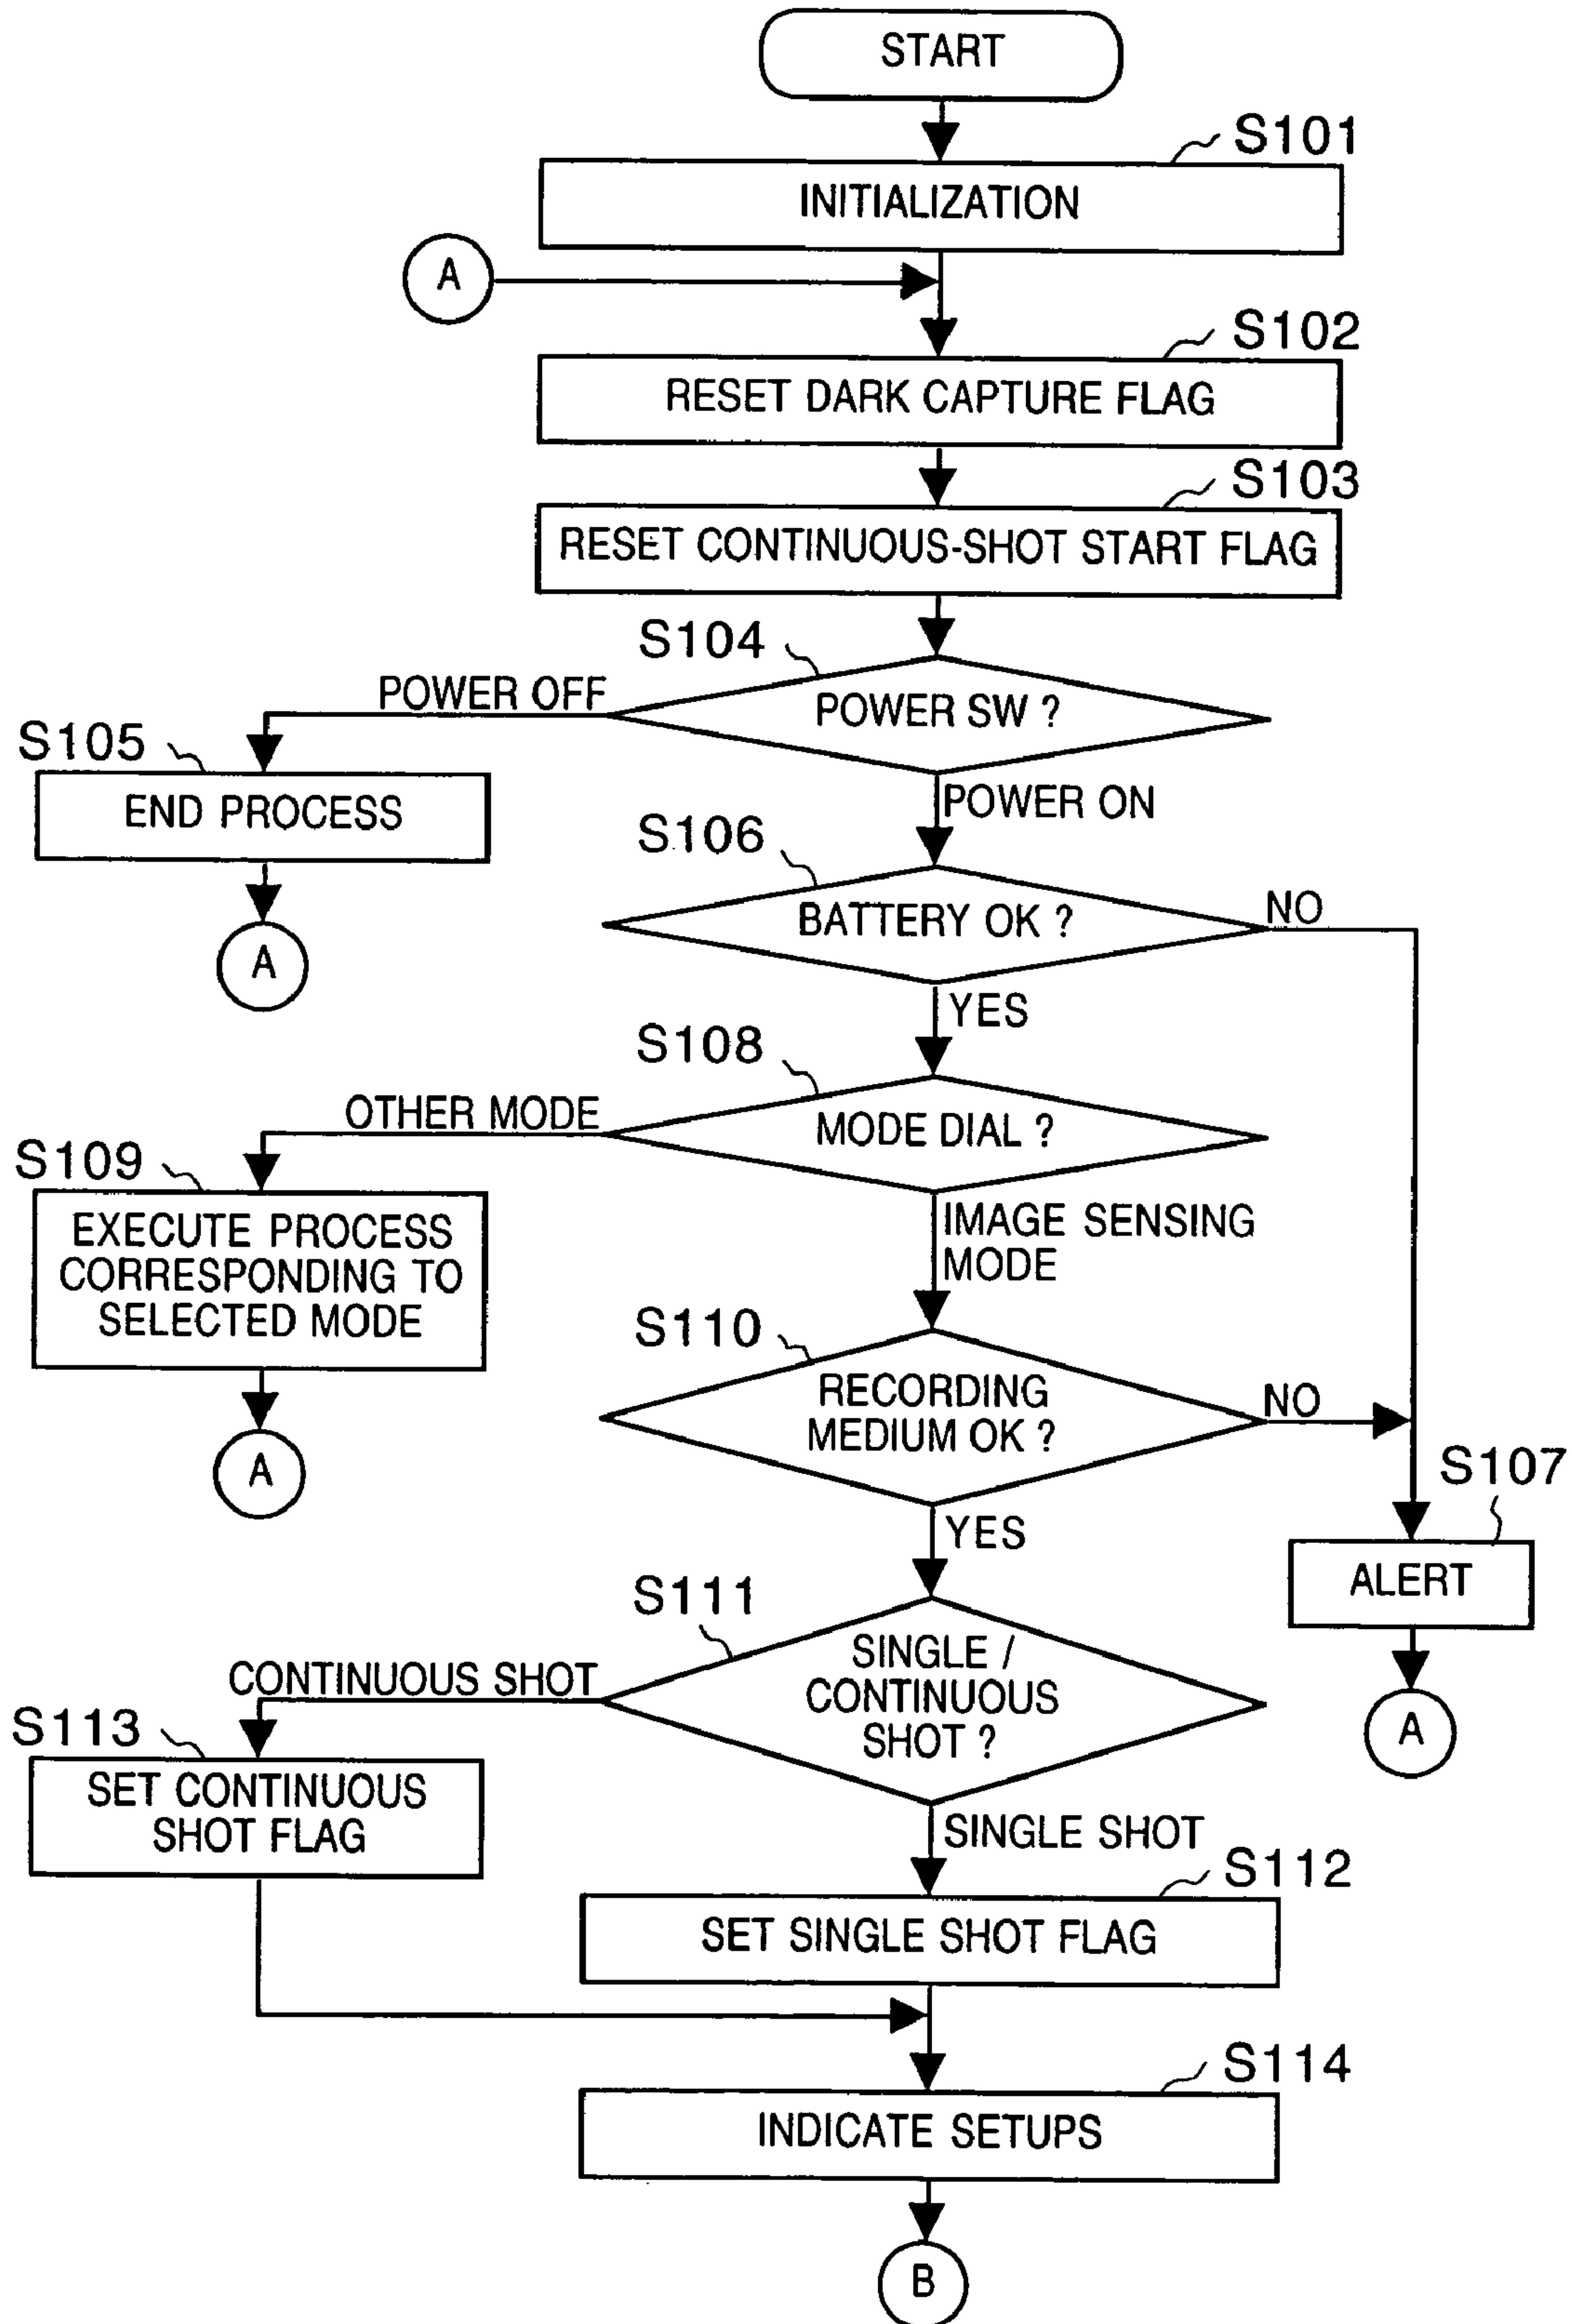 START
S101
INITIALIZATION
A
S102
RESET DARK CAPTURE FLAG
S103
RESET CONTINUOUS-SHOT START FLAG
S104
POWER SW ?
POWER OFF
S105
END PROCESS
A
POWER ON
S106
BATTERY OK ?
NO
YES
S108
MODE DIAL ?
OTHER MODE
S109
EXECUTE PROCESS
CORRESPONDING TO
SELECTED MODE
A
IMAGE SENSING
MODE
S110
RECORDING
MEDIUM OK ?
NO
S107
ALERT
A
YES
S111
SINGLE /
CONTINUOUS
SHOT ?
CONTINUOUS SHOT
S113
SET CONTINUOUS
SHOT FLAG
SINGLE SHOT
S112
SET SINGLE SHOT FLAG
S114
INDICATE SETUPS
B